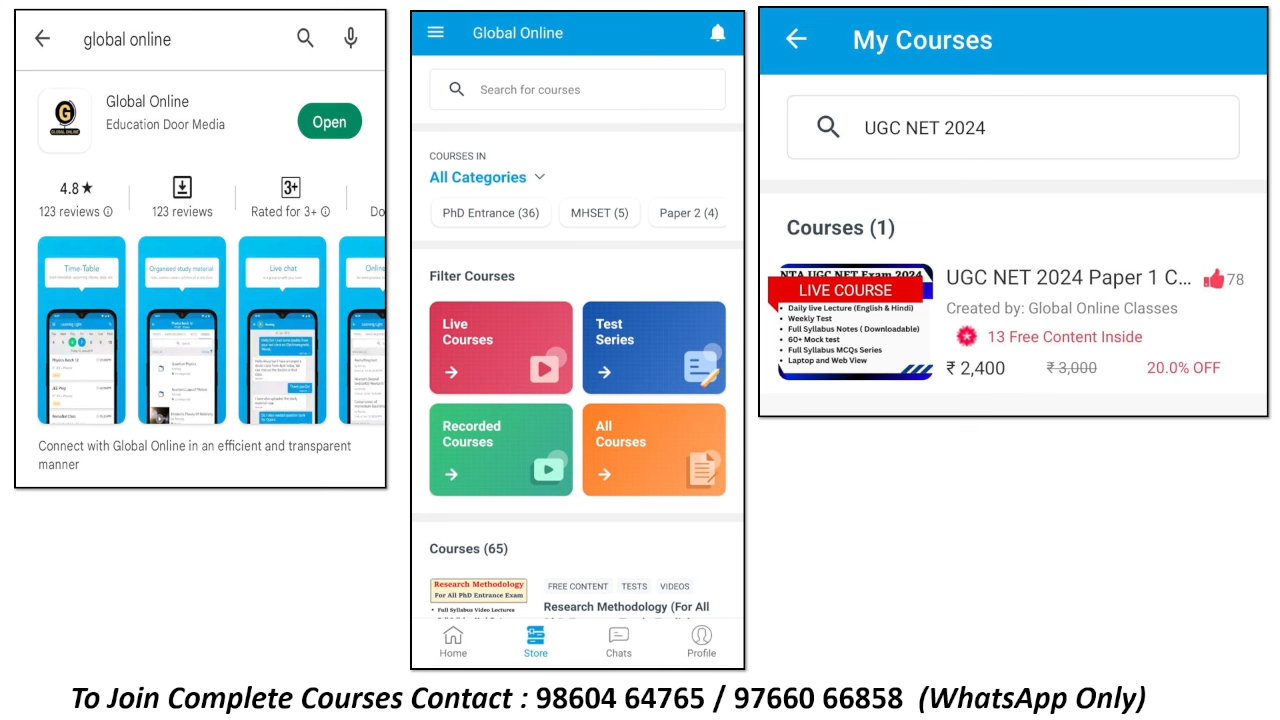 global online
Global Online
Education Door Media
Open
4.8★
123 reviews
123 reviews
3+
Rated for 3+
Do
Time-Table
Organised study material
Live chat
Online
Connect with Global Online in an efficient and transparent
manner
Global Online
Search for courses
COURSES IN
All Categories
PhD Entrance (36)
MHSET (5)
Paper 2 (4)
Filter Courses
Live
Courses
Test
Series
Recorded
Courses
All
Courses
Courses (65)
Research Methodology
For All PhD Entrance Exam
• Full Syllabus Video Lectures
FREE CONTENT TESTS VIDEOS
Research Methodology (For All
Home
Store
Chats
Profile
My Courses
UGC NET 2024
Courses (1)
NTA UGC NET Exam 2024
LIVE COURSE
• Daily live Lecture (English & Hindi)
• Weekly Test
• Full Syllabus Notes ( Downloadable)
• 60+ Mock test
• Full Syllabus MCQs Series
• Laptop and Web View
UGC NET 2024 Paper 1 C...
78
Created by: Global Online Classes
13 Free Content Inside
₹ 2,400 ₹ 3,000 20.0% OFF
To Join Complete Courses Contact : 98604 64765 / 97660 66858 (WhatsApp Only)